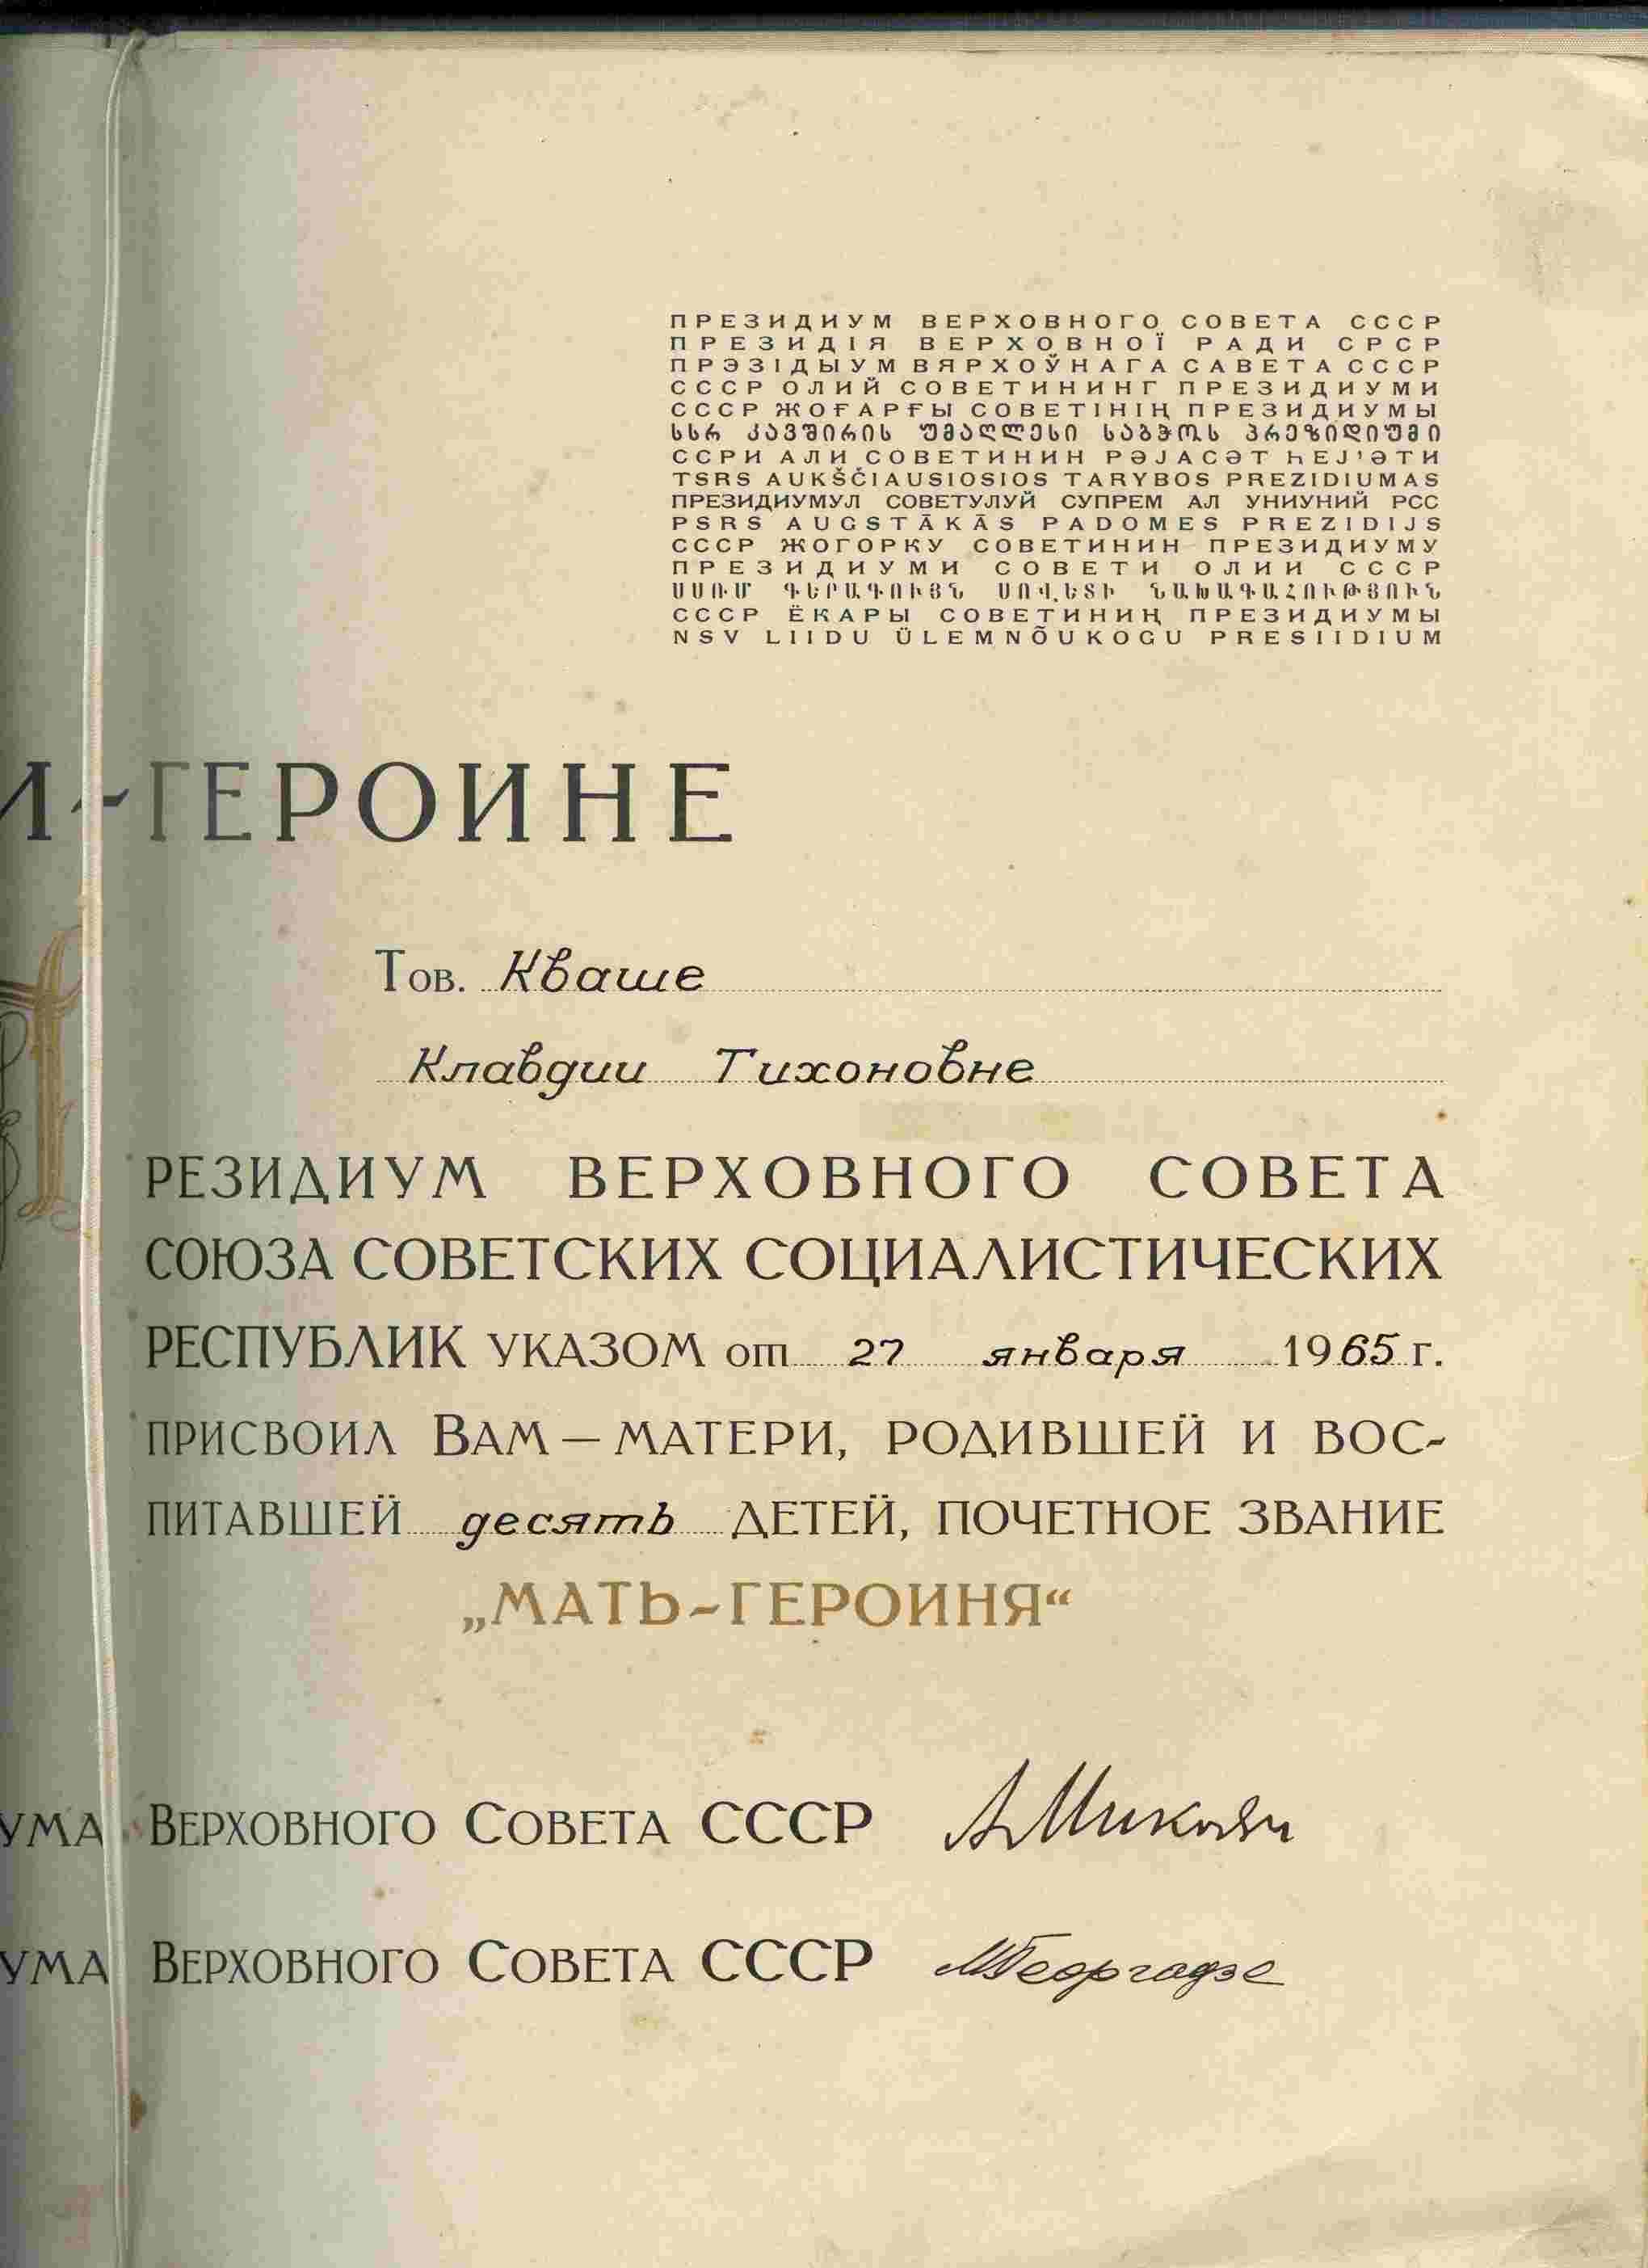 ПРЕЗИДИУМ ВЕРХОВНОГО СОВЕТА СССР
ПРЕЗИДІЯ ВЕРХОВНОЇ РАДИ СРСР
ПРЭЗІДЫУМ ВЯРХОЎНАГА САВЕТА СССР
СССР ОЛИЙ СОВЕТИНИНГ ПРЕЗИДИУМИ
СССР ЖОҒАРҒЫ СОВЕТІНІҢ ПРЕЗИДИУМЫ
სსრ კავშირის უმაღლესი საბჭოს პრეზიდიუმი
ССРИ АЛИ СОВЕТИНИН РӘЈАСӘТ ҺЕЈ'ӘТИ
TSRS AUKŠČIAUSIOSIOS TARYBOS PREZIDIUMAS
ПРЕЗИДИУМУЛ СОВЕТУЛУЙ СУПРЕМ АЛ УНИУНИЙ РСС
PSRS AUGSTĀKĀS PADOMES PREZIDIJS
СССР ЖОГОРКУ СОВЕТИНИН ПРЕЗИДИУМУ
ПРЕЗИДИУМИ СОВЕТИ ОЛИИ СССР
ՍՍՌՄ ԳԵՐԱԳՈՒՅՆ ՍՈՎԵՏԻ ՆԱԽԱԳԱՀՈՒԹՅՈՒՆ
СССР ЁКАРЫ СОВЕТИНИҢ ПРЕЗИДИУМЫ
NSV LIIDU ÜLEMNÕUKOGU PRESIIDIUM
И-ГЕРОИНЕ
Тов. Кваше
Клавдии Тихоновне
ПРЕЗИДИУМ ВЕРХОВНОГО СОВЕТА
СОЮЗА СОВЕТСКИХ СОЦИАЛИСТИЧЕСКИХ
РЕСПУБЛИК УКАЗОМ от 27 января 1965 г.
ПРИСВОИЛ ВАМ — МАТЕРИ, РОДИВШЕЙ И ВОС-
ПИТАВШЕЙ десять ДЕТЕЙ, ПОЧЕТНОЕ ЗВАНИЕ
„МАТЬ-ГЕРОИНЯ“
УМА ВЕРХОВНОГО СОВЕТА СССР А Микоян
УМА ВЕРХОВНОГО СОВЕТА СССР МГеоргадзе